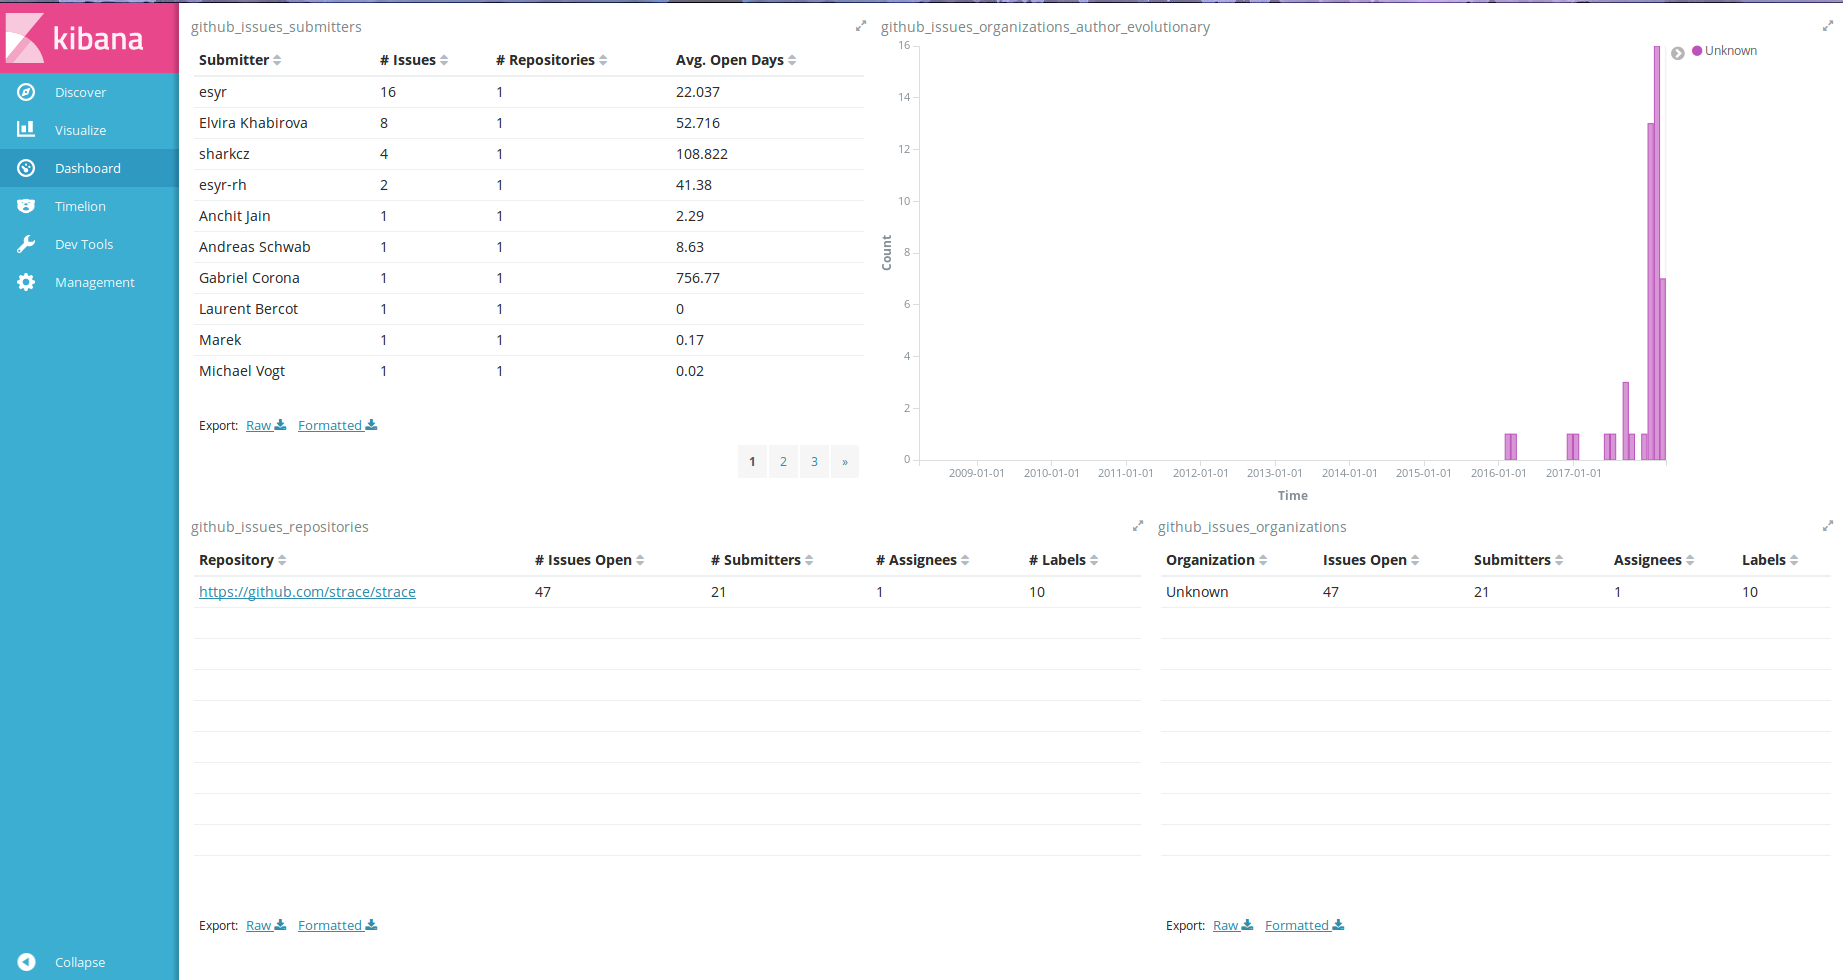 kibana
Discover
Visualize
Dashboard
Timelion
Dev Tools
Management
Collapse
github_issues_submitters
Submitter # Issues # Repositories Avg. Open Days
esyr 16 1 22.037
Elvira Khabirova 8 1 52.716
sharkcz 4 1 108.822
esyr-rh 2 1 41.38
Anchit Jain 1 1 2.29
Andreas Schwab 1 1 8.63
Gabriel Corona 1 1 756.77
Laurent Bercot 1 1 0
Marek 1 1 0.17
Michael Vogt 1 1 0.02
Export: Raw Formatted
1 2 3 »
github_issues_organizations_author_evolutionary
Unknown
16
14
12
10
8
6
4
2
0
Count
2009-01-01 2010-01-01 2011-01-01 2012-01-01 2013-01-01 2014-01-01 2015-01-01 2016-01-01 2017-01-01
Time
github_issues_repositories
Repository # Issues Open # Submitters # Assignees # Labels
https://github.com/strace/strace 47 21 1 10
Export: Raw Formatted
github_issues_organizations
Organization Issues Open Submitters Assignees Labels
Unknown 47 21 1 10
Export: Raw Formatted